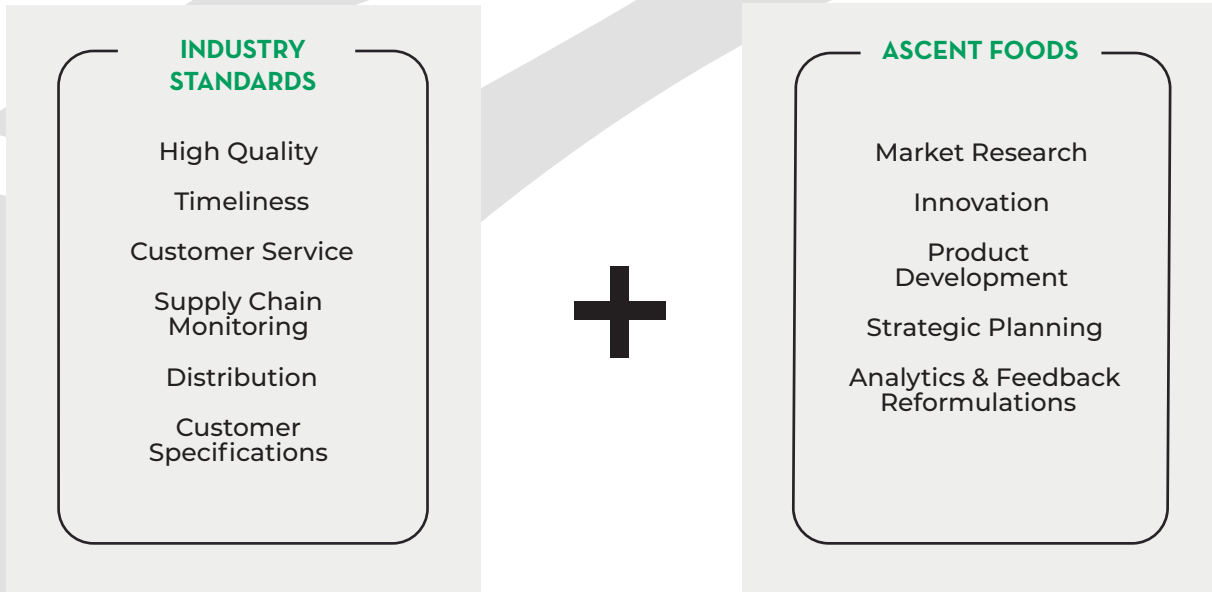 INDUSTRY
STANDARDS
High Quality
Timeliness
Customer Service
Supply Chain
Monitoring
Distribution
Customer
Specifications
+
ASCENT FOODS
Market Research
Innovation
Product
Development
Strategic Planning
Analytics & Feedback
Reformulations